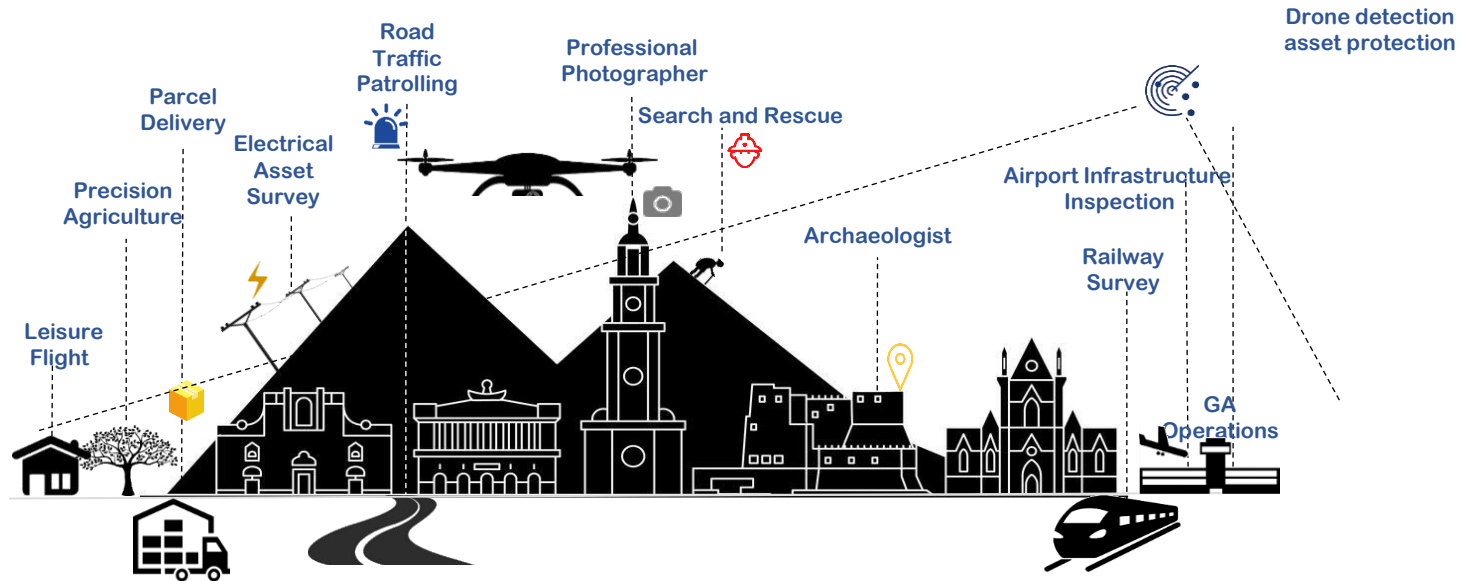 Drone detection
asset protection
Road
Traffic
Patrolling
Professional
Photographer
Parcel
Delivery
Search and Rescue
Electrical
Asset
Survey
Precision
Agriculture
Airport Infrastructure
Inspection
Archaeologist
Railway
Survey
Leisure
Flight
GA
Operations